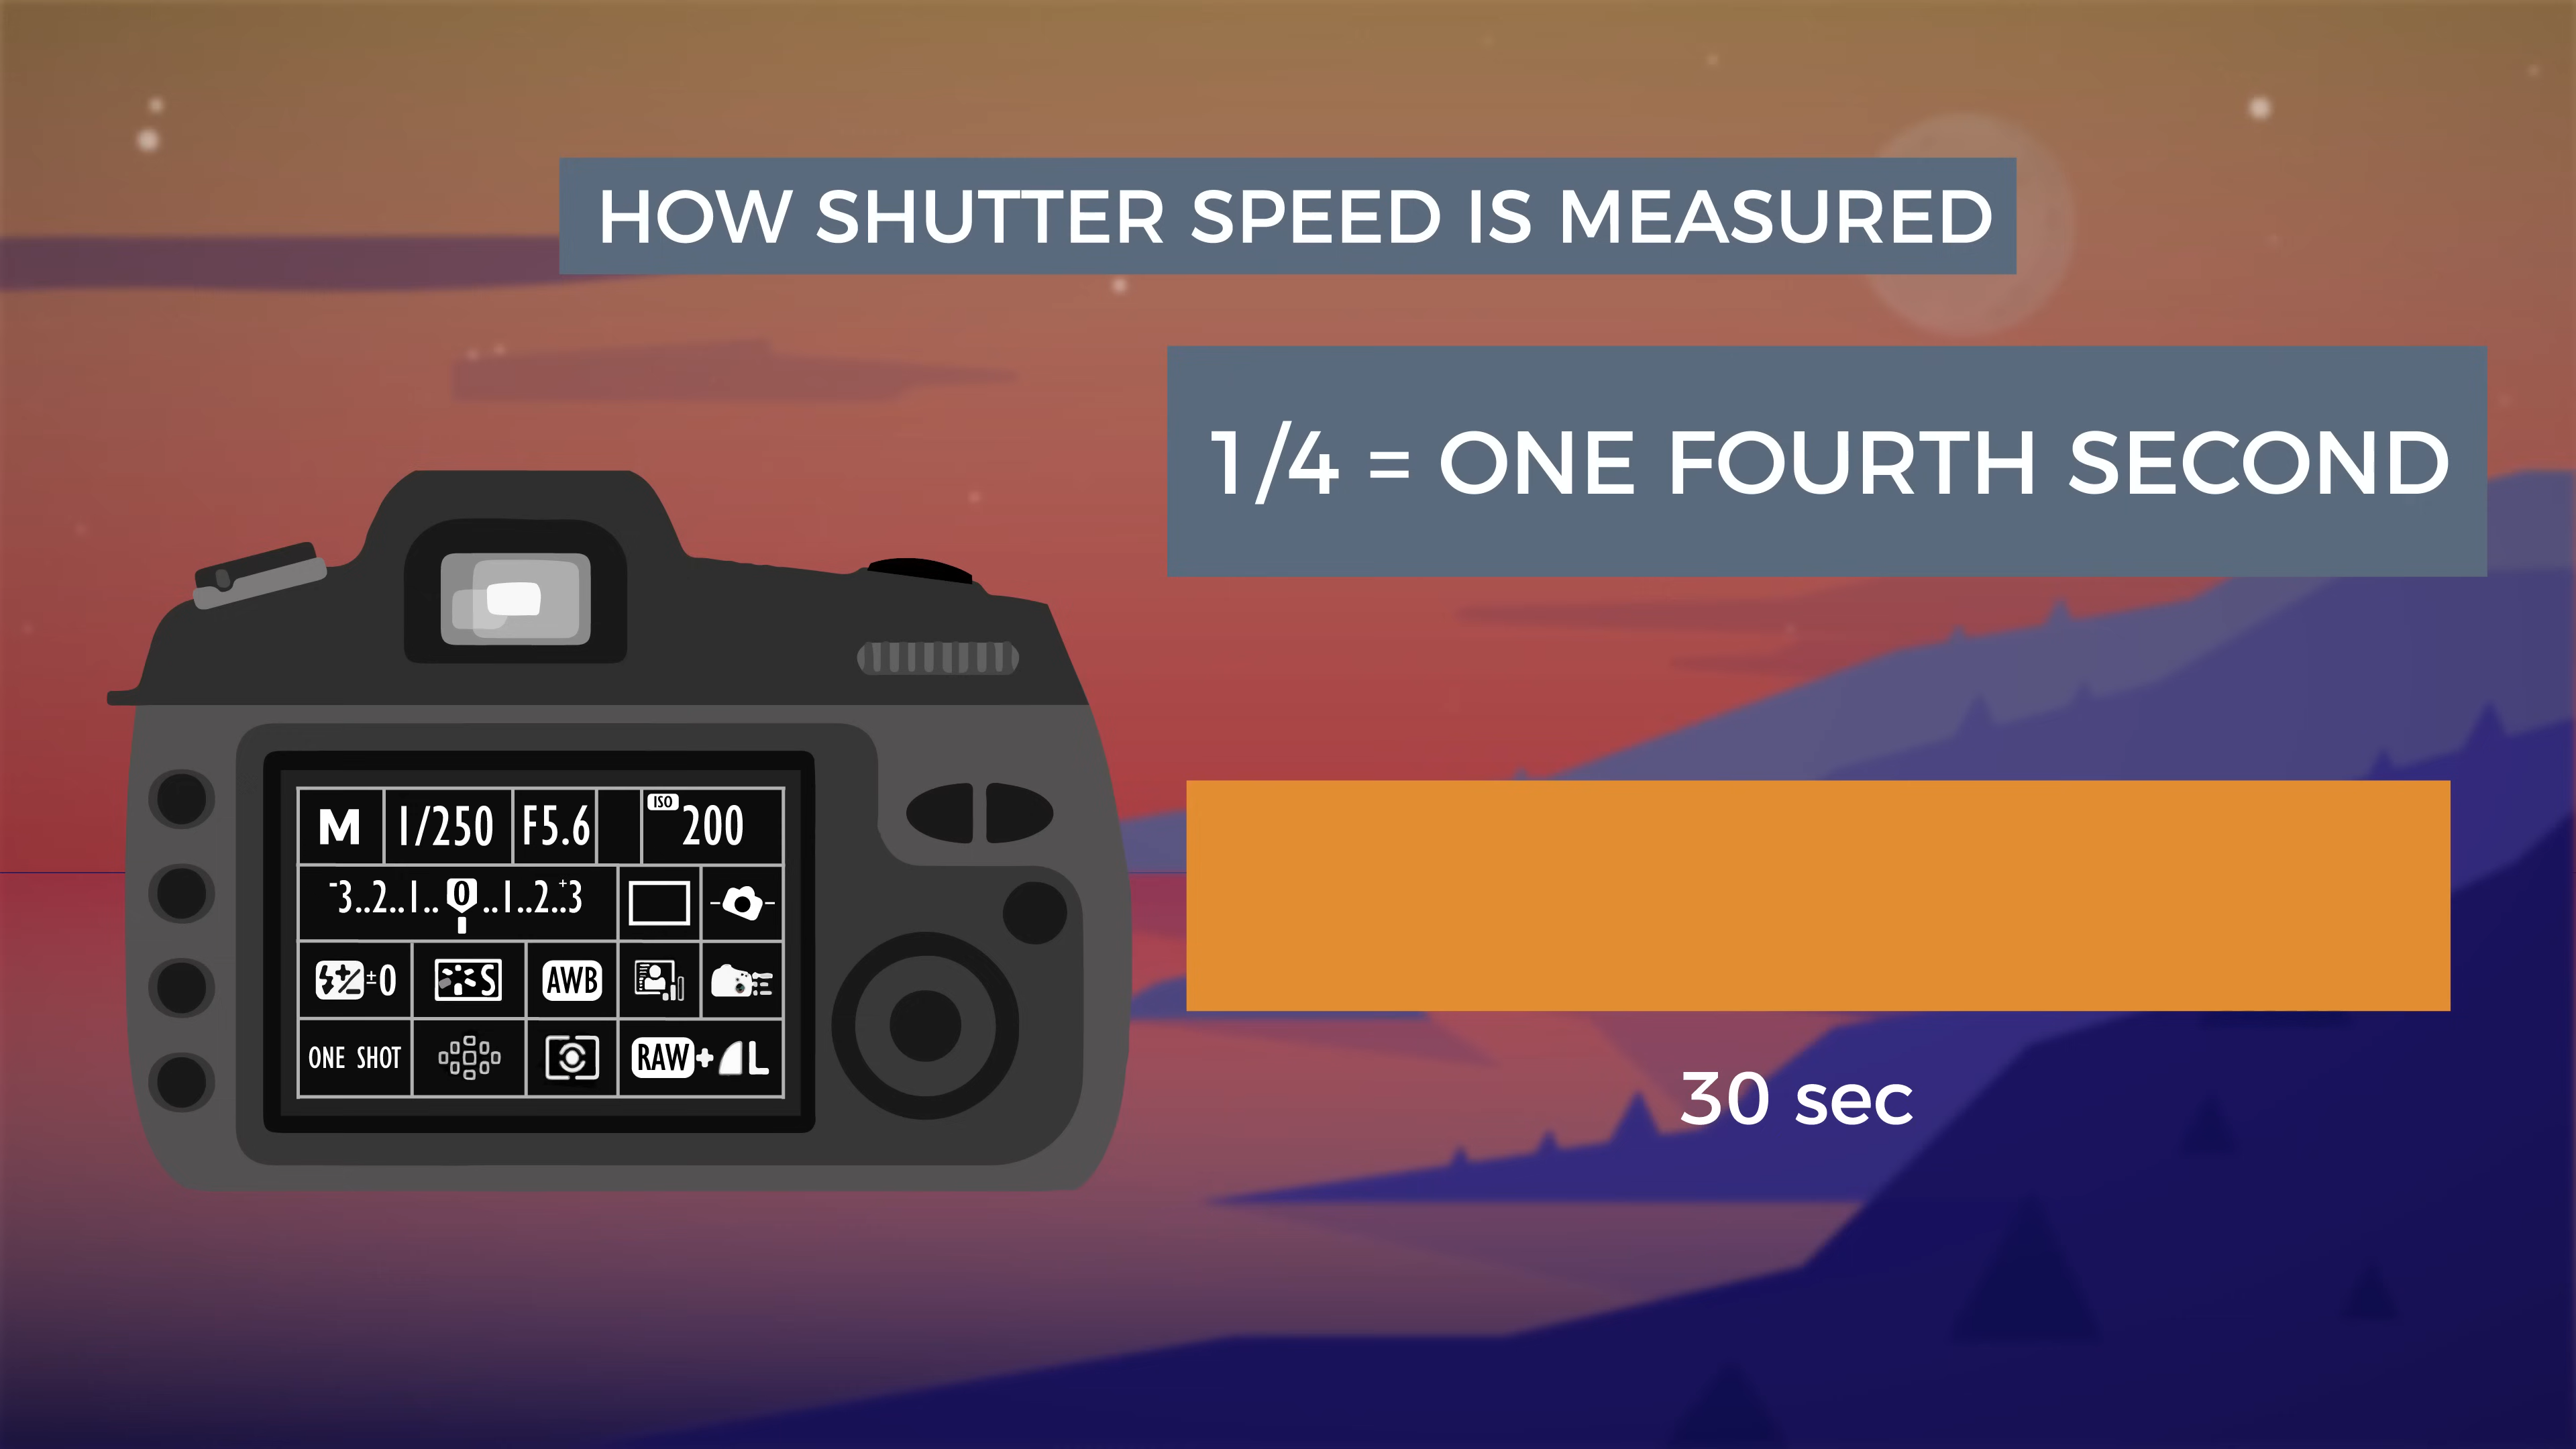 HOW SHUTTER SPEED IS MEASURED
1/4 = ONE FOURTH SECOND
M 1/250 F5.6 ISO 200
-3..2..1..0..1..2..+3
±0 S AWB
ONE SHOT RAW+L
30 sec